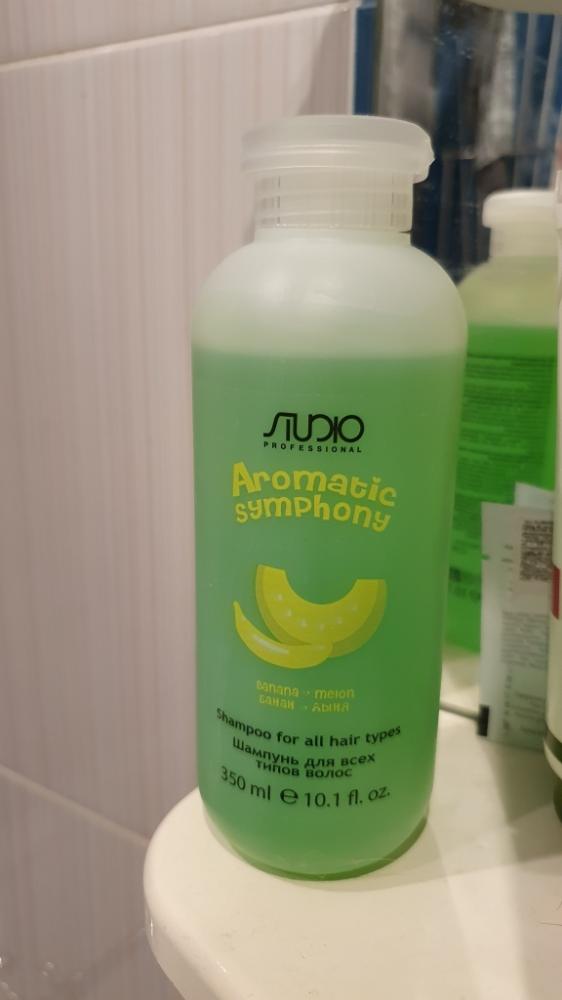 STUDIO
PROFESSIONAL
Aromatic
symphony
banana - melon
банан - дыня
Shampoo for all hair types
Шампунь для всех
типов волос
350 ml ℮ 10.1 fl. oz.